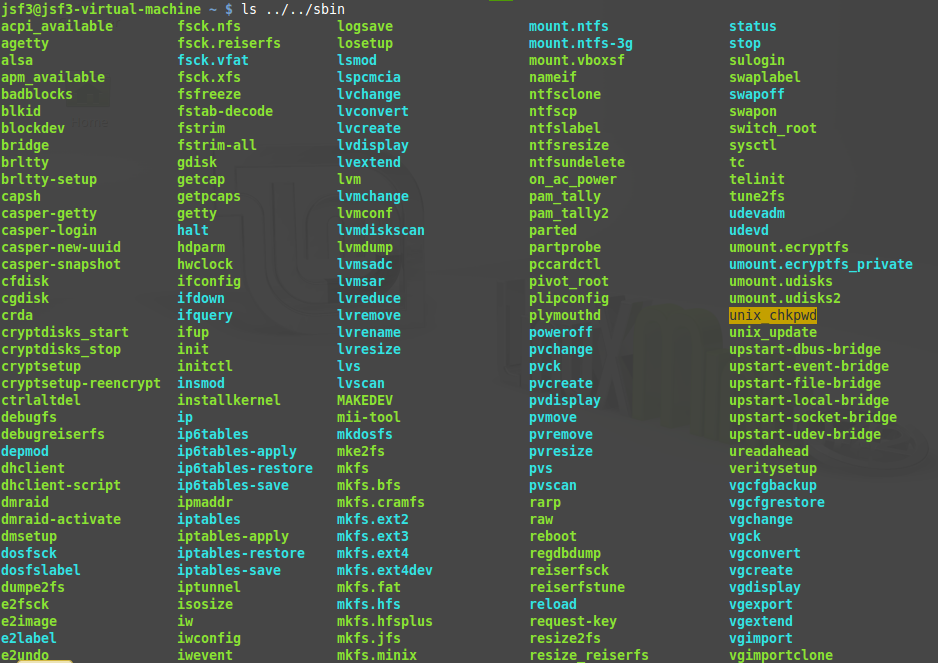 jsf3@jsf3-virtual-machine ~ $ ls ../../sbin
acpi_available fsck.nfs logsave mount.ntfs status
agetty fsck.reiserfs losetup mount.ntfs-3g stop
alsa fsck.vfat lsmod mount.vboxsf sulogin
apm_available fsck.xfs lspcmcia nameif swaplabel
badblocks fsfreeze lvchange ntfsclone swapoff
blkid fstab-decode lvconvert ntfscp swapon
blockdev fstrim lvcreate ntfslabel switch_root
bridge fstrim-all lvdisplay ntfsresize sysctl
brltty gdisk lvextend ntfsundelete tc
brltty-setup getcap lvm on_ac_power telinit
capsh getpcaps lvmchange pam_tally tune2fs
casper-getty getty lvmconf pam_tally2 udevadm
casper-login halt lvmdiskscan parted udevd
casper-new-uuid hdparm lvmdump partprobe umount.ecryptfs
casper-snapshot hwclock lvmsadc pccardctl umount.ecryptfs_private
cfdisk ifconfig lvmsar pivot_root umount.udisks
cgdisk ifdown lvreduce plipconfig umount.udisks2
crda ifquery lvremove plymouthd unix_chkpwd
cryptdisks_start ifup lvrename poweroff unix_update
cryptdisks_stop init lvresize pvchange upstart-dbus-bridge
cryptsetup initctl lvs pvck upstart-event-bridge
cryptsetup-reencrypt insmod lvscan pvcreate upstart-file-bridge
ctrlaltdel installkernel MAKEDEV pvdisplay upstart-local-bridge
debugfs ip mii-tool pvmove upstart-socket-bridge
debugreiserfs ip6tables mkdosfs pvremove upstart-udev-bridge
depmod ip6tables-apply mke2fs pvresize ureadahead
dhclient ip6tables-restore mkfs pvs veritysetup
dhclient-script ip6tables-save mkfs.bfs pvscan vgcfgbackup
dmraid ipmaddr mkfs.cramfs rarp vgcfgrestore
dmraid-activate iptables mkfs.ext2 raw vgchange
dmsetup iptables-apply mkfs.ext3 reboot vgck
dosfsck iptables-restore mkfs.ext4 regdbdump vgconvert
dosfslabel iptables-save mkfs.ext4dev reiserfsck vgcreate
dumpe2fs iptunnel mkfs.fat reiserfstune vgdisplay
e2fsck isosize mkfs.hfs reload vgexport
e2image iw mkfs.hfsplus request-key vgextend
e2label iwconfig mkfs.jfs resize2fs vgimport
e2undo iwevent mkfs.minix resize_reiserfs vgimportclone